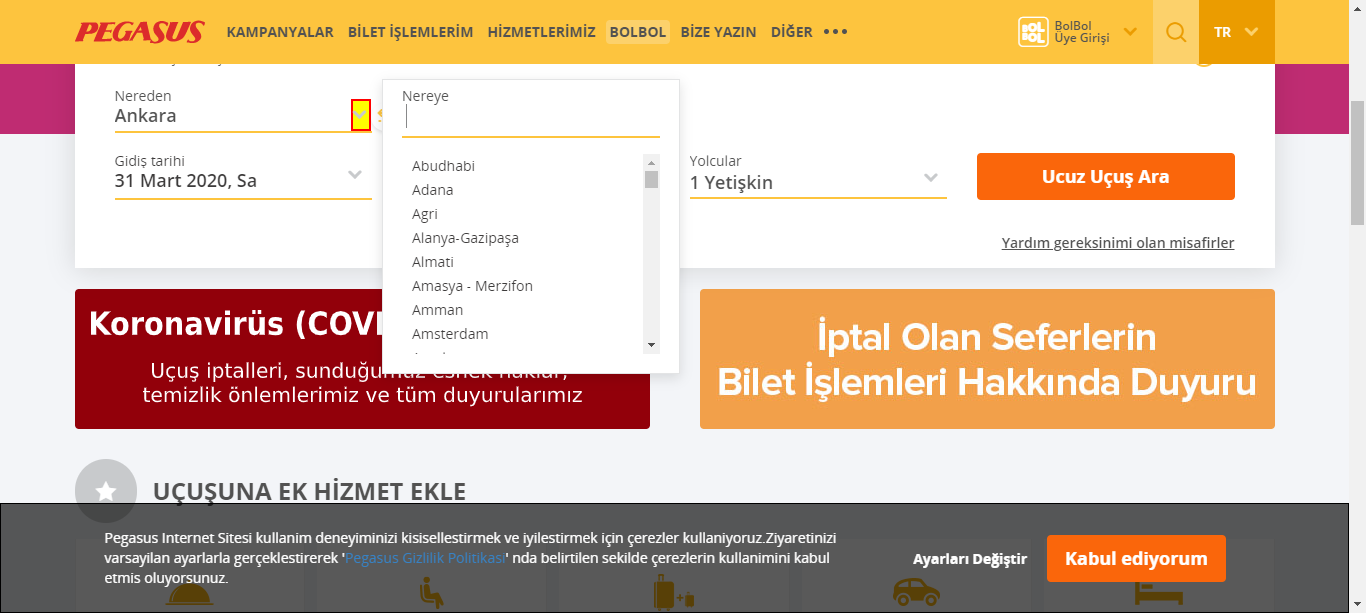 PEGASUS KAMPANYALAR BİLET İŞLEMLERİM HİZMETLERİMİZ BOLBOL BİZE YAZIN DİĞER ••• BOL BOL BolBol
Üye Girişi TR
Nereden
Ankara
Nereye
Abudhabi
Adana
Agri
Alanya-Gazipaşa
Almati
Amasya - Merzifon
Amman
Amsterdam
Gidiş tarihi
31 Mart 2020, Sa
Yolcular
1 Yetişkin
Ucuz Uçuş Ara
Yardım gereksinimi olan misafirler
Koronavirüs (COVI
Uçuş iptalleri, sunduğumuz esnek haklar,
temizlik önlemlerimiz ve tüm duyurularımız
İptal Olan Seferlerin
Bilet İşlemleri Hakkında Duyuru
UÇUŞUNA EK HİZMET EKLE
Pegasus Internet Sitesi kullanim deneyiminizi kisisellestirmek ve iyilestirmek için çerezler kullaniyoruz.Ziyaretinizi
varsayilan ayarlarla gerçeklestirerek 'Pegasus Gizlilik Politikasi' nda belirtilen sekilde çerezlerin kullanimini kabul
etmis oluyorsunuz.
Ayarları Değiştir
Kabul ediyorum